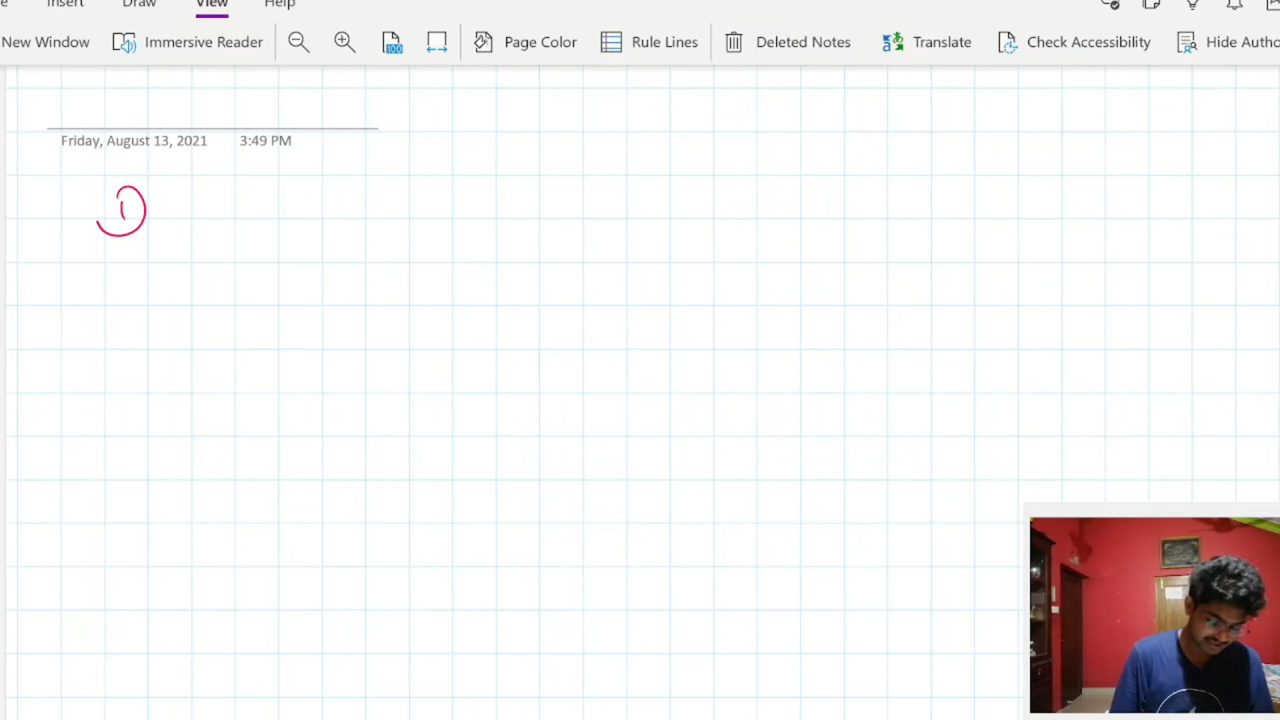 Insert Draw View Help
New Window Immersive Reader 100 Page Color Rule Lines Deleted Notes Translate Check Accessibility Hide
Friday, August 13, 2021 3:49 PM
1